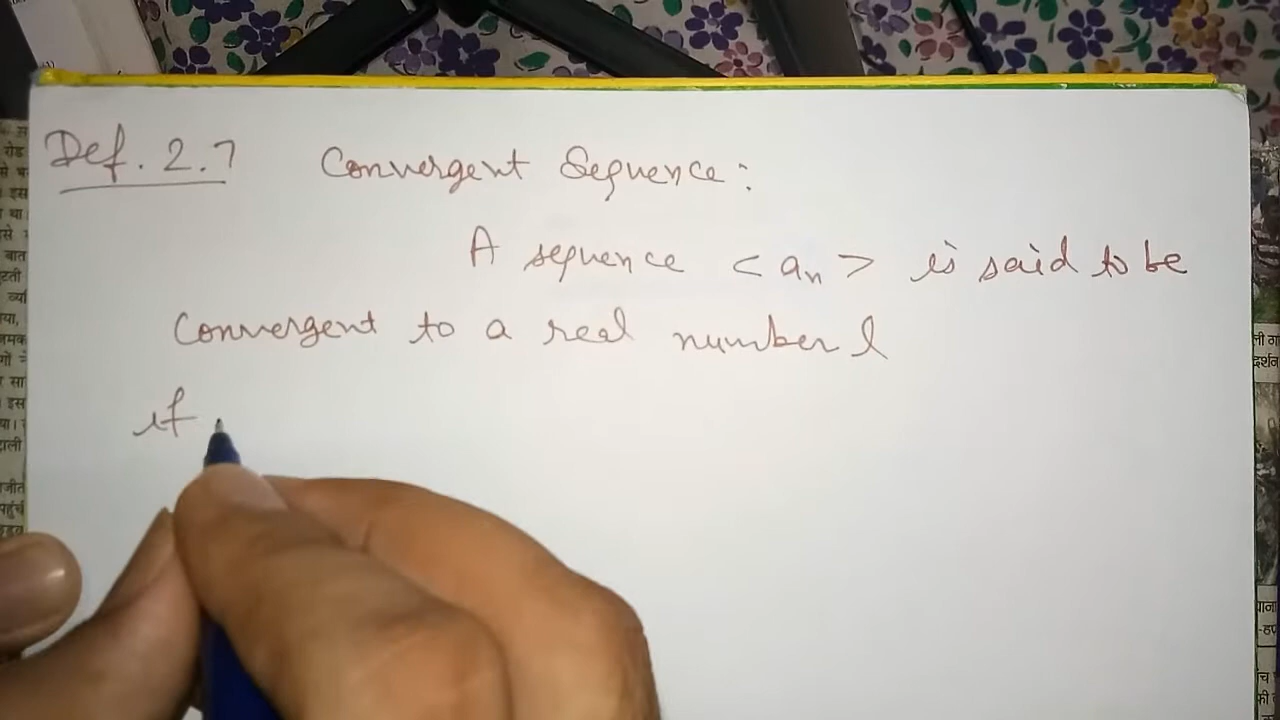 Def. 2.7 Convergent Sequence:
A sequence < aₙ > is said to be
Convergent to a real number l
if